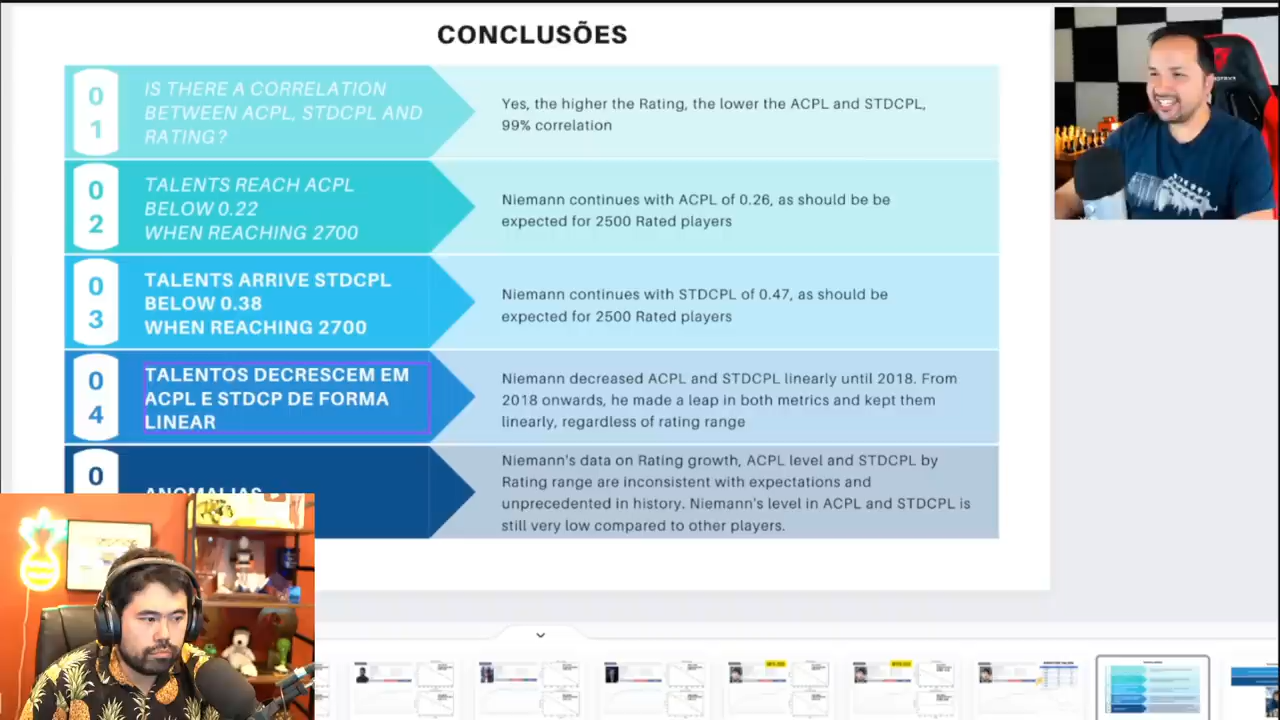 CONCLUSÕES
0
1
IS THERE A CORRELATION
BETWEEN ACPL, STDCPL AND
RATING?
Yes, the higher the Rating, the lower the ACPL and STDCPL,
99% correlation
0
2
TALENTS REACH ACPL
BELOW 0.22
WHEN REACHING 2700
Niemann continues with ACPL of 0.26, as should be be
expected for 2500 Rated players
0
3
TALENTS ARRIVE STDCPL
BELOW 0.38
WHEN REACHING 2700
Niemann continues with STDCPL of 0.47, as should be
expected for 2500 Rated players
0
4
TALENTOS DECRESCEM EM
ACPL E STDCP DE FORMA
LINEAR
Niemann decreased ACPL and STDCPL linearly until 2018. From
2018 onwards, he made a leap in both metrics and kept them
linearly, regardless of rating range
0
ANOMALIAS
Niemann's data on Rating growth, ACPL level and STDCPL by
Rating range are inconsistent with expectations and
unprecedented in history. Niemann's level in ACPL and STDCPL is
still very low compared to other players.